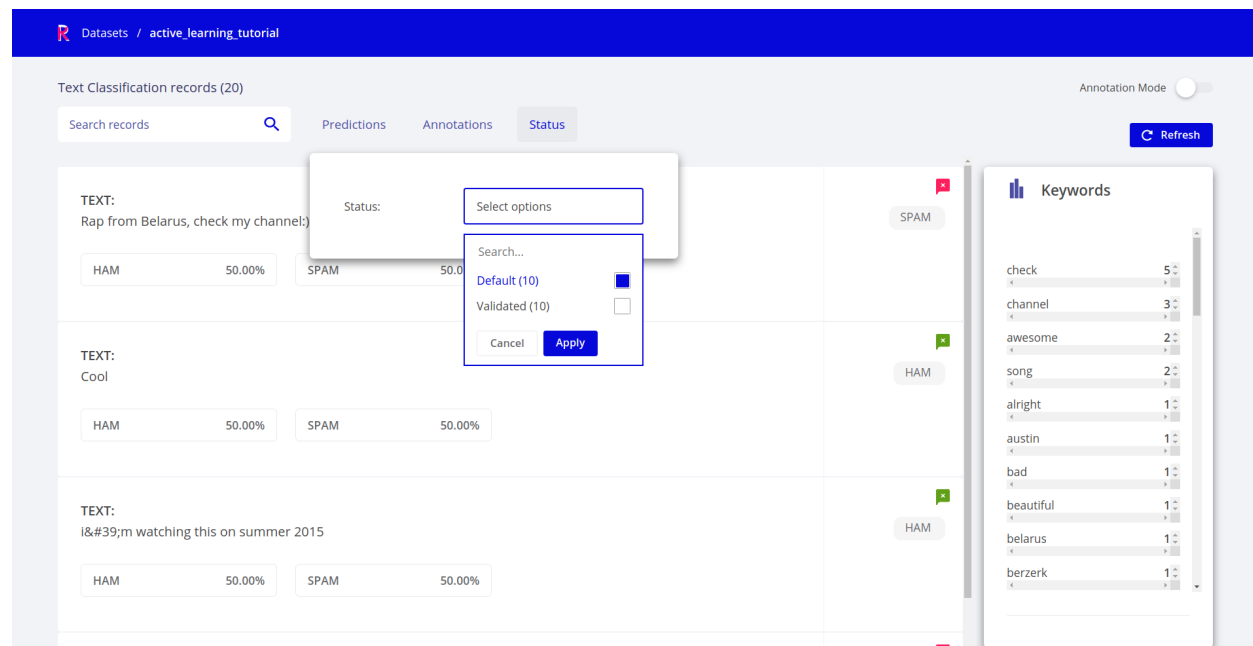 R Datasets / active_learning_tutorial
Text Classification records (20)
Annotation Mode
Search records
Predictions
Annotations
Status
Refresh
TEXT:
Rap from Belarus, check my channel:)
HAM 50.00%
SPAM 50.0
SPAM
Status:
Select options
Search...
Default (10)
Validated (10)
Cancel
Apply
TEXT:
Cool
HAM 50.00%
SPAM 50.00%
HAM
TEXT:
i&#39;m watching this on summer 2015
HAM 50.00%
SPAM 50.00%
HAM
Keywords
check 5
channel 3
awesome 2
song 2
alright 1
austin 1
bad 1
beautiful 1
belarus 1
berzerk 1